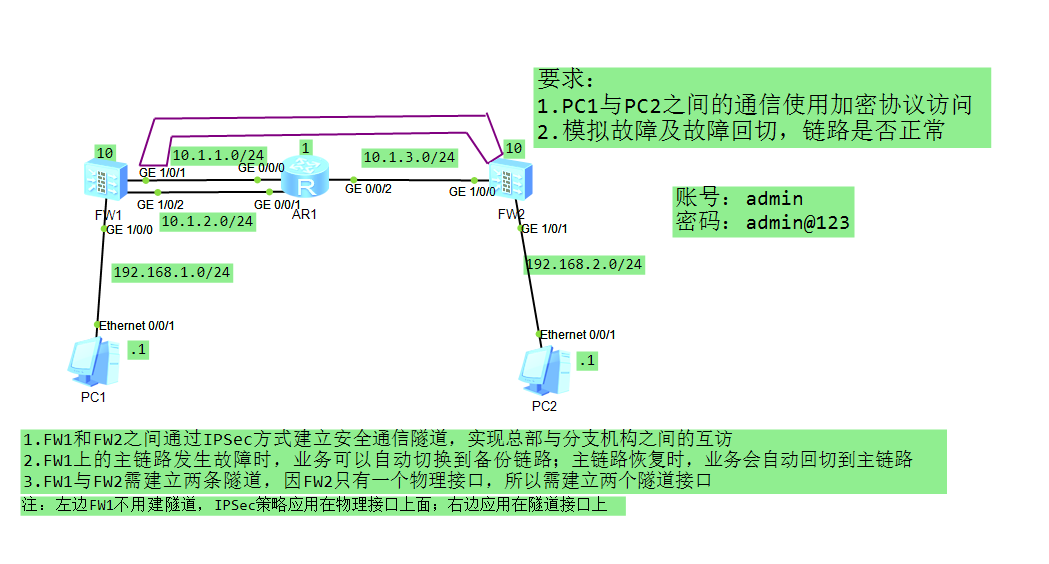 要求：
1.PC1与PC2之间的通信使用加密协议访问
2.模拟故障及故障回切，链路是否正常
账号：admin
密码：admin@123
10
10.1.1.0/24
1
10.1.3.0/24
10
GE 1/0/1
GE 0/0/0
GE 0/0/2
GE 1/0/0
R
GE 1/0/2
GE 0/0/1
FW1
AR1
FW2
10.1.2.0/24
GE 1/0/0
GE 1/0/1
192.168.1.0/24
192.168.2.0/24
Ethernet 0/0/1
Ethernet 0/0/1
.1
.1
PC1
PC2
1.FW1和FW2之间通过IPSec方式建立安全通信隧道，实现总部与分支机构之间的互访
2.FW1上的主链路发生故障时，业务可以自动切换到备份链路；主链路恢复时，业务会自动回切到主链路
3.FW1与FW2需建立两条隧道，因FW2只有一个物理接口，所以需建立两个隧道接口
注：左边FW1不用建隧道，IPSec策略应用在物理接口上面；右边应用在隧道接口上